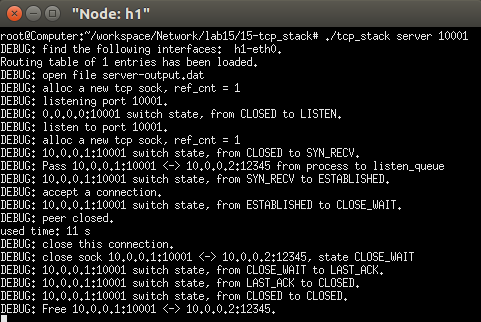 "Node: h1"
root@Computer:~/workspace/Network/lab15/15-tcp_stack# ./tcp_stack server 10001
DEBUG: find the following interfaces:  h1-eth0.
Routing table of 1 entries has been loaded.
DEBUG: open file server-output.dat
DEBUG: alloc a new tcp sock, ref_cnt = 1
DEBUG: listening port 10001.
DEBUG: 0.0.0.0:10001 switch state, from CLOSED to LISTEN.
DEBUG: listen to port 10001.
DEBUG: alloc a new tcp sock, ref_cnt = 1
DEBUG: 10.0.0.1:10001 switch state, from CLOSED to SYN_RECV.
DEBUG: Pass 10.0.0.1:10001 <-> 10.0.0.2:12345 from process to listen_queue
DEBUG: 10.0.0.1:10001 switch state, from SYN_RECV to ESTABLISHED.
DEBUG: accept a connection.
DEBUG: 10.0.0.1:10001 switch state, from ESTABLISHED to CLOSE_WAIT.
DEBUG: peer closed.
used time: 11 s
DEBUG: close this connection.
DEBUG: close sock 10.0.0.1:10001 <-> 10.0.0.2:12345, state CLOSE_WAIT
DEBUG: 10.0.0.1:10001 switch state, from CLOSE_WAIT to LAST_ACK.
DEBUG: 10.0.0.1:10001 switch state, from LAST_ACK to CLOSED.
DEBUG: 10.0.0.1:10001 switch state, from CLOSED to CLOSED.
DEBUG: Free 10.0.0.1:10001 <-> 10.0.0.2:12345.